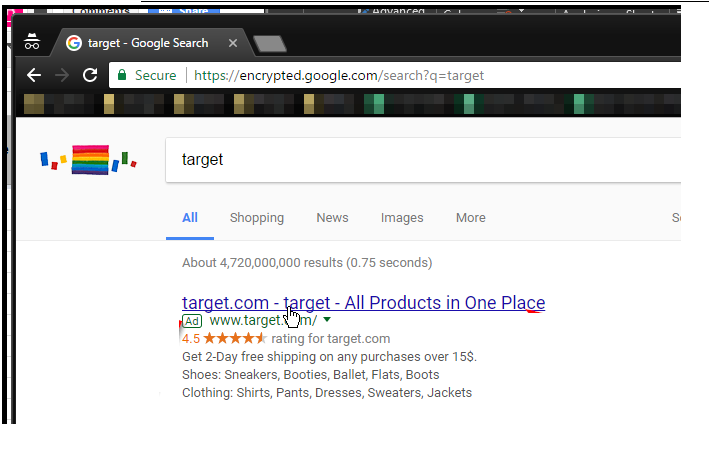 Comments
Share
Advanced
target - Google Search
Secure
https://encrypted.google.com/search?q=target
target
All Shopping News Images More
About 4,720,000,000 results (0.75 seconds)
target.com - target - All Products in One Place
Ad www.target.com/
4.5 rating for target.com
Get 2-Day free shipping on any purchases over 15$.
Shoes: Sneakers, Booties, Ballet, Flats, Boots
Clothing: Shirts, Pants, Dresses, Sweaters, Jackets